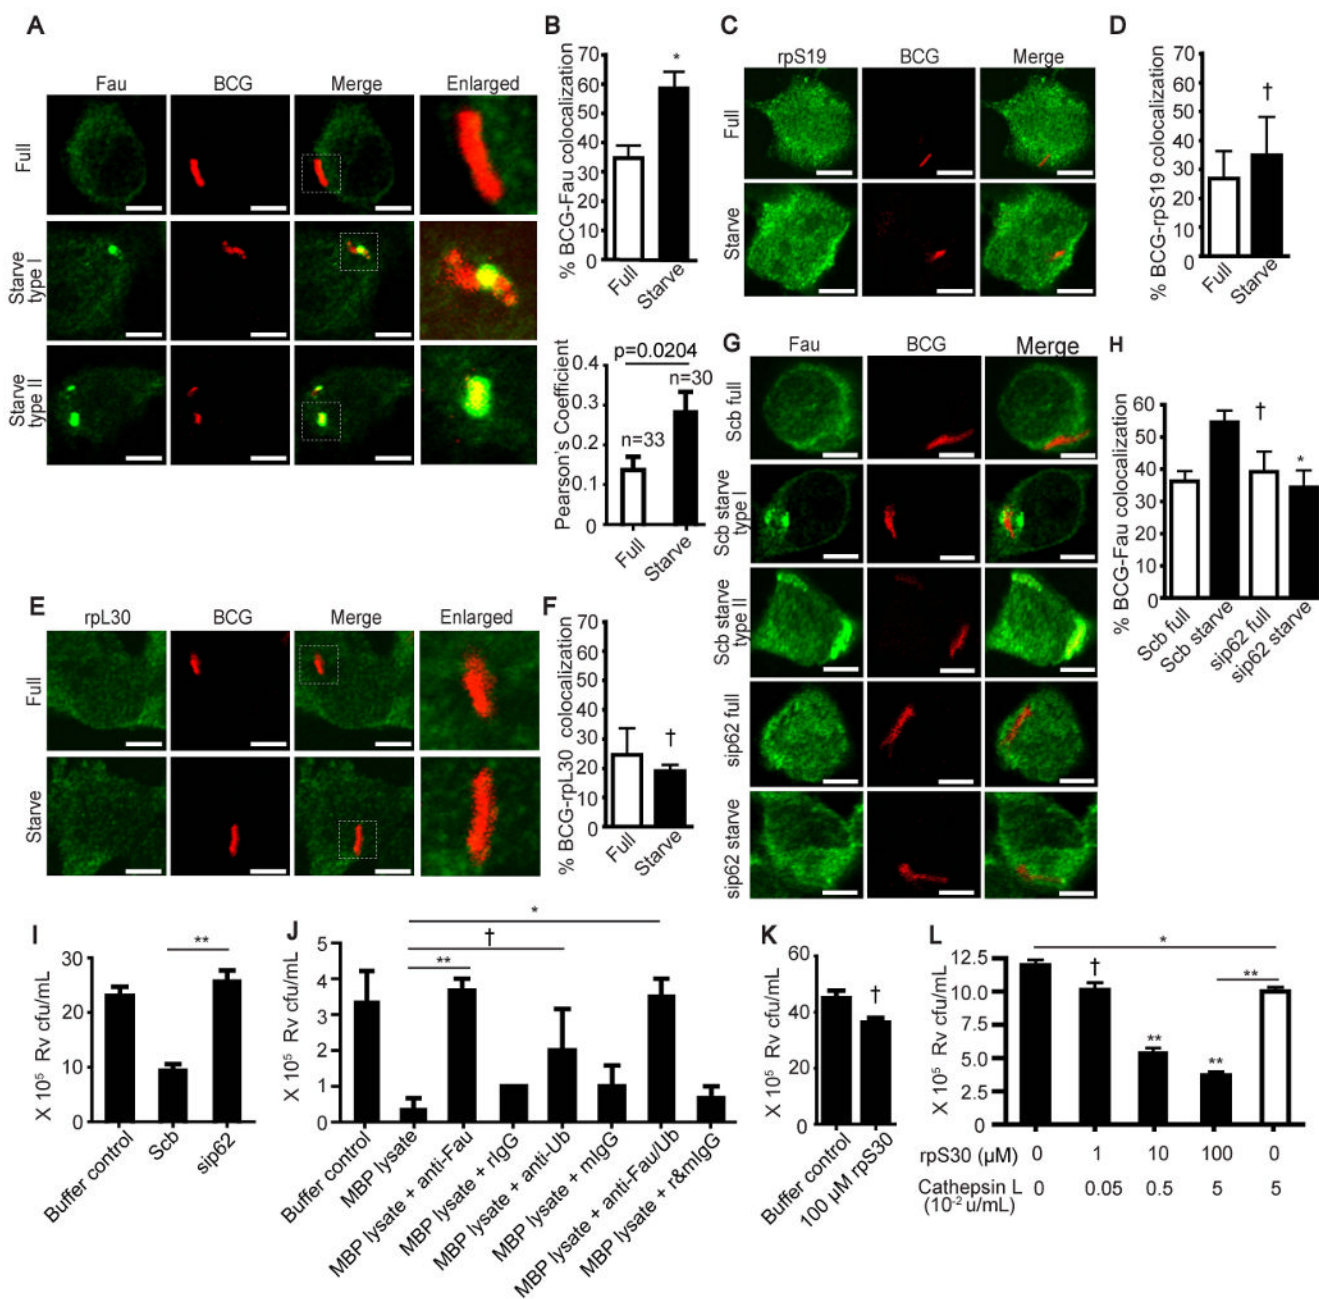 A
Fau
BCG
Merge
Enlarged
Full
Starve
type I
Starve
type II
B
% BCG-Fau colocalization
70
60
50
40
30
20
10
0
Full
Starve
*
Pearson's Coefficient
0.4
0.3
0.2
0.1
0
p=0.0204
n=33
n=30
Full
Starve
C
rpS19
BCG
Merge
Full
Starve
D
% BCG-rpS19 colocalization
70
60
50
40
30
20
10
0
†
Full
Starve
E
rpL30
BCG
Merge
Enlarged
Full
Starve
F
% BCG-rpL30 colocalization
70
60
50
40
30
20
10
0
†
Full
Starve
G
Fau
BCG
Merge
Scb full
Scb starve
type I
Scb starve
type II
sip62 full
sip62 starve
H
% BCG-Fau colocalization
60
50
40
30
20
10
0
†
*
Scb full
Scb starve
sip62 full
sip62 starve
I
X 10⁵ Rv cfu/mL
30
20
10
0
**
Buffer control
Scb
sip62
J
X 10⁵ Rv cfu/mL
5
4
3
2
1
0
*
†
**
Buffer control
MBP lysate
MBP lysate + anti-Fau
MBP lysate + rIgG
MBP lysate + anti-Ub
MBP lysate + mIgG
MBP lysate + anti-Fau/Ub
MBP lysate + r&mIgG
K
X 10⁵ Rv cfu/mL
60
40
20
0
†
Buffer control
100 µM rpS30
L
X 10⁵ Rv cfu/mL
12.5
10.0
7.5
5.0
2.5
0
*
†
**
**
**
rpS30 (µM) 0 1 10 100 0
Cathepsin L 0 0.05 0.5 5 5
(10⁻² u/mL)